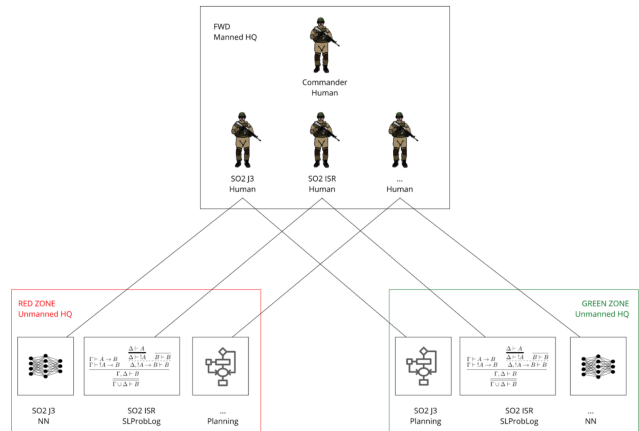 FWD
Manned HQ
Commander
Human
SO2 J3
Human
SO2 ISR
Human
...
Human
RED ZONE
Unmanned HQ
SO2 J3
NN
Δ ⊢ A
Γ ⊢ A → B
Δ ⊢ !A B ⊢ B
Γ ⊢ !A → B Δ, !A → B ⊢ B
Γ, Δ ⊢ B
Γ ∪ Δ ⊢ B
SO2 ISR
SLProbLog
...
Planning
GREEN ZONE
Unmanned HQ
SO2 J3
Planning
Δ ⊢ A
Γ ⊢ A → B
Δ ⊢ !A B ⊢ B
Γ ⊢ !A → B Δ, !A → B ⊢ B
Γ, Δ ⊢ B
Γ ∪ Δ ⊢ B
SO2 ISR
SLProbLog
...
NN